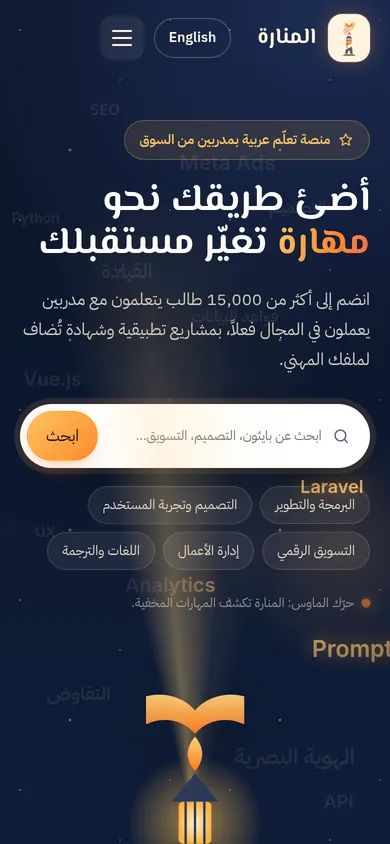 المنارة
English
SEO
منصة تعلّم عربية بمدربين من السوق
Meta Ads
أضئ طريقك نحو
Python
مهارة تغيّر مستقبلك
القيادة
انضم إلى أكثر من 15,000 طالب يتعلمون مع مدربين
قواعد البيانات
يعملون في المجال فعلاً، بمشاريع تطبيقية وشهادة تُضاف
لملفك المهني.
Vue.js
ابحث عن بايثون، التصميم، التسويق...
ابحث
Laravel
البرمجة والتطوير
التصميم وتجربة المستخدم
UX
التسويق الرقمي
إدارة الأعمال
اللغات والترجمة
Analytics
حرّك الماوس: المنارة تكشف المهارات المخفية.
Prompt
التفاوض
الهوية البصرية
API